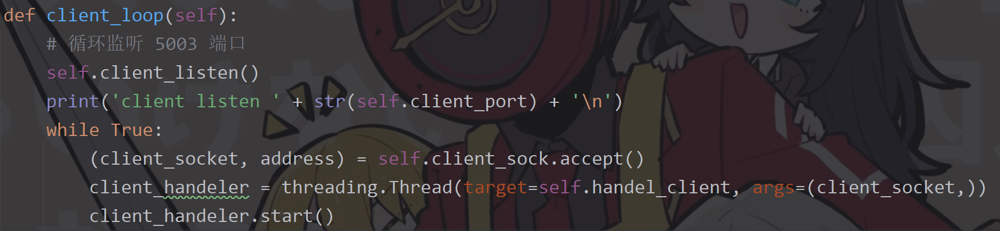 def client_loop(self):
# 循环监听 5003 端口
self.client_listen()
print('client listen ' + str(self.client_port) + '\n')
while True:
(client_socket, address) = self.client_sock.accept()
client_handeler = threading.Thread(target=self.handel_client, args=(client_socket,))
client_handeler.start()